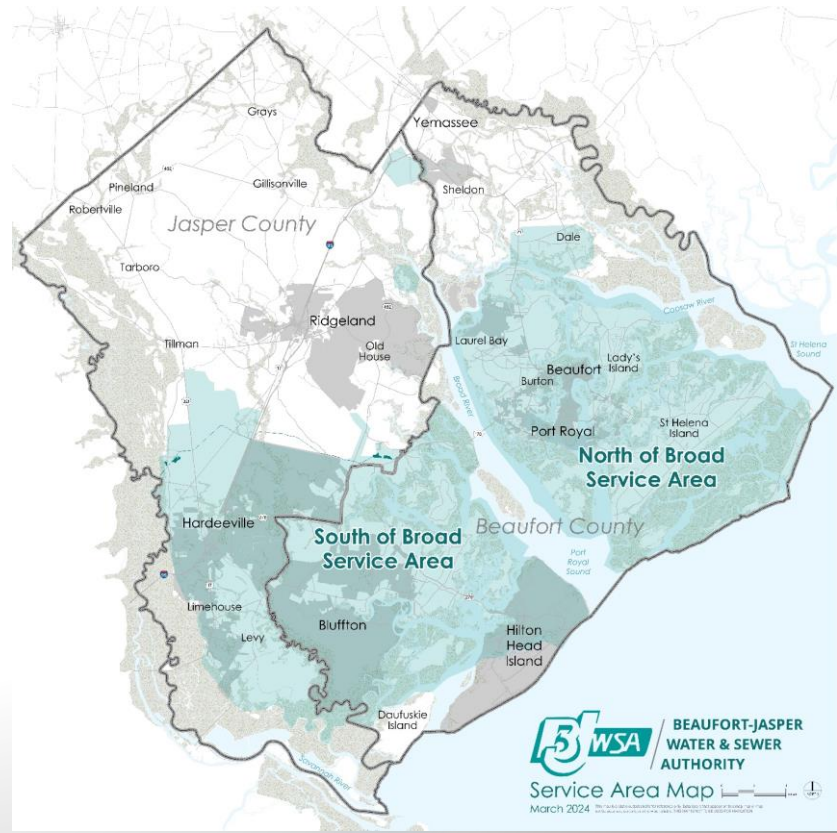 Grays
Yemassee
Pineland
Gillisonville
Sheldon
Robertville
Jasper County
Dale
Tarboro
Coosaw River
Ridgeland
Tillman
Old
House
Laurel Bay
St Helena
Sound
Beaufort
Lady's
Island
Burton
Broad River
Port Royal
St Helena
Island
North of Broad
Service Area
Hardeeville
South of Broad
Service Area
Beaufort County
Port
Royal
Sound
Limehouse
Levy
Bluffton
Hilton
Head
Island
Daufuskie
Island
Savannah River
BJ WSA
BEAUFORT-JASPER
WATER & SEWER
AUTHORITY
Service Area Map
March 2024